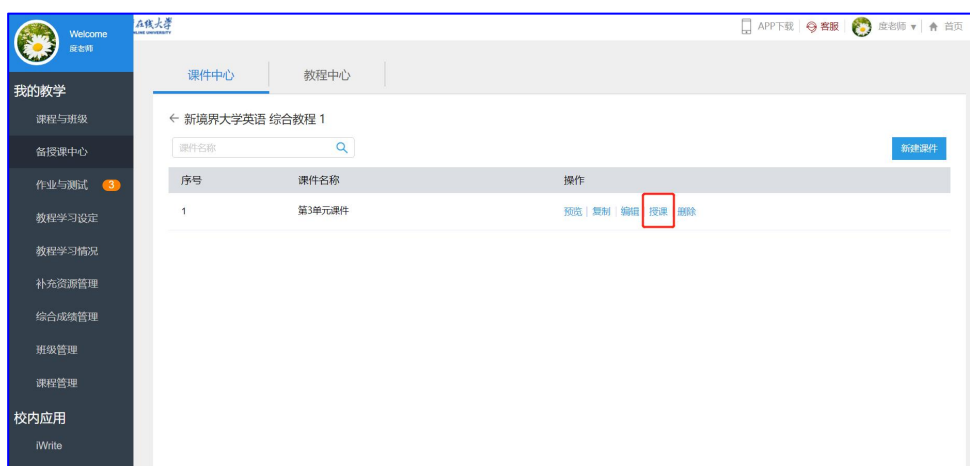 Welcome
度老师
在线大学
APP下载
客服
度老师
首页
我的教学
课程与班级
备授课中心
作业与测试 3
教程学习设定
教程学习情况
补充资源管理
综合成绩管理
班级管理
课程管理
校内应用
iWrite
课件中心 教程中心
← 新境界大学英语 综合教程 1
课件名称
新建课件
序号 课件名称 操作
1 第3单元课件 预览 | 复制 | 编辑 授课 删除